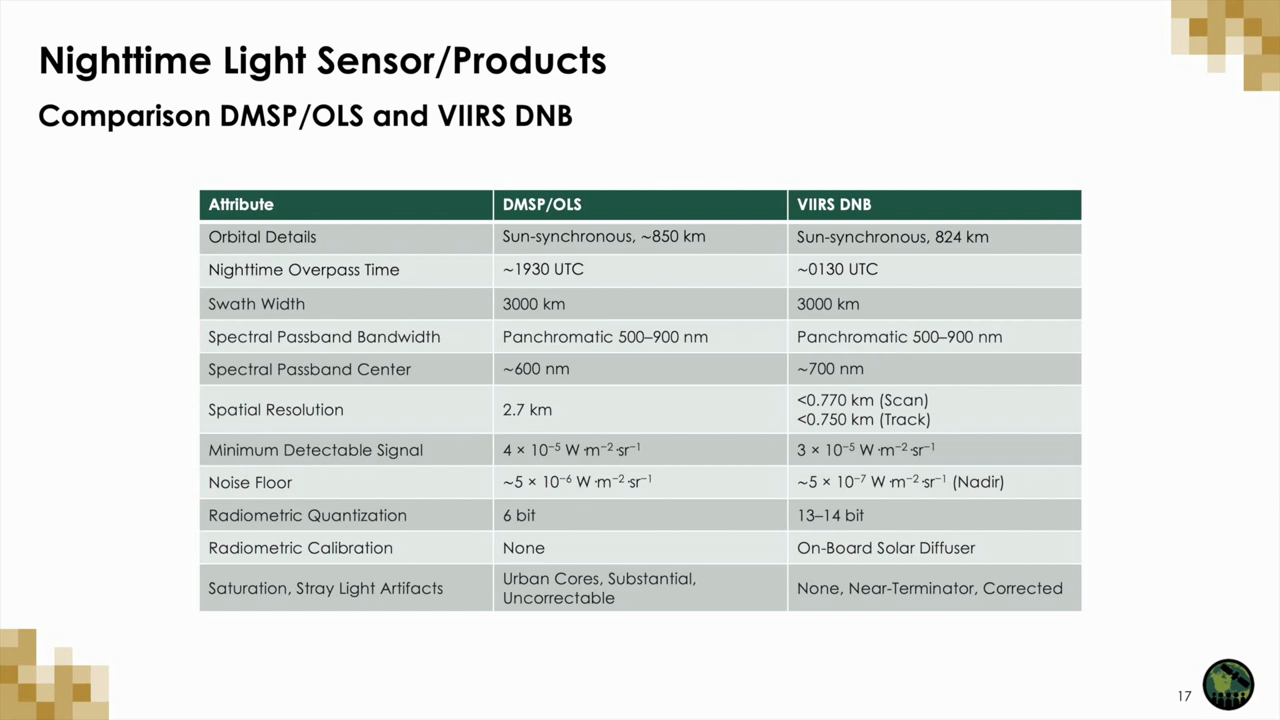 Nighttime Light Sensor/Products
Comparison DMSP/OLS and VIIRS DNB
Attribute DMSP/OLS VIIRS DNB
Orbital Details Sun-synchronous, ~850 km Sun-synchronous, 824 km
Nighttime Overpass Time ~1930 UTC ~0130 UTC
Swath Width 3000 km 3000 km
Spectral Passband Bandwidth Panchromatic 500–900 nm Panchromatic 500–900 nm
Spectral Passband Center ~600 nm ~700 nm
Spatial Resolution 2.7 km <0.770 km (Scan)
<0.750 km (Track)
Minimum Detectable Signal 4 × 10⁻⁵ W·m⁻²·sr⁻¹ 3 × 10⁻⁵ W·m⁻²·sr⁻¹
Noise Floor ~5 × 10⁻⁶ W·m⁻²·sr⁻¹ ~5 × 10⁻⁷ W·m⁻²·sr⁻¹ (Nadir)
Radiometric Quantization 6 bit 13–14 bit
Radiometric Calibration None On-Board Solar Diffuser
Saturation, Stray Light Artifacts Urban Cores, Substantial, Uncorrectable None, Near-Terminator, Corrected
17